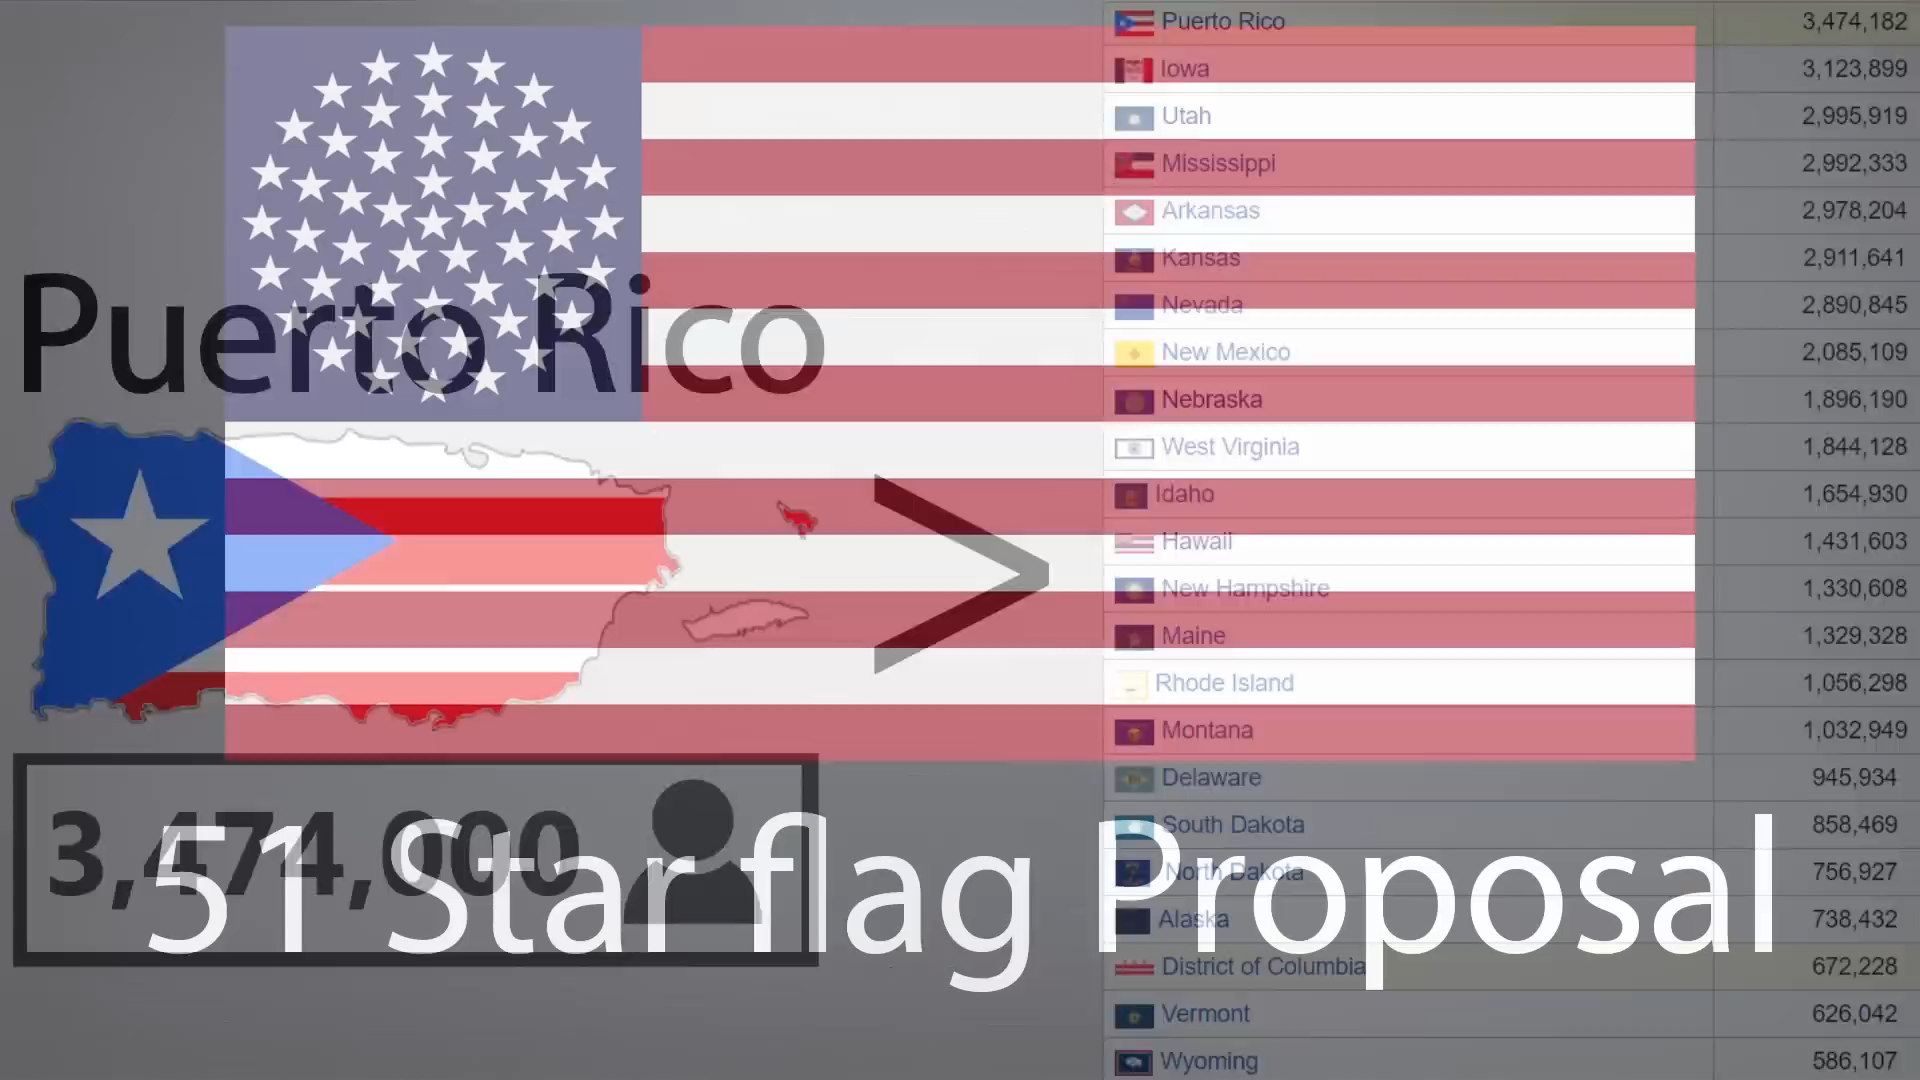 Puerto Rico
>
3,474,000
51 Star flag Proposal
Puerto Rico 3,474,182
Iowa 3,123,899
Utah 2,995,919
Mississippi 2,992,333
Arkansas 2,978,204
Kansas 2,911,641
Nevada 2,890,845
New Mexico 2,085,109
Nebraska 1,896,190
West Virginia 1,844,128
Idaho 1,654,930
Hawaii 1,431,603
New Hampshire 1,330,608
Maine 1,329,328
Rhode Island 1,056,298
Montana 1,032,949
Delaware 945,934
South Dakota 858,469
North Dakota 756,927
Alaska 738,432
District of Columbia 672,228
Vermont 626,042
Wyoming 586,107